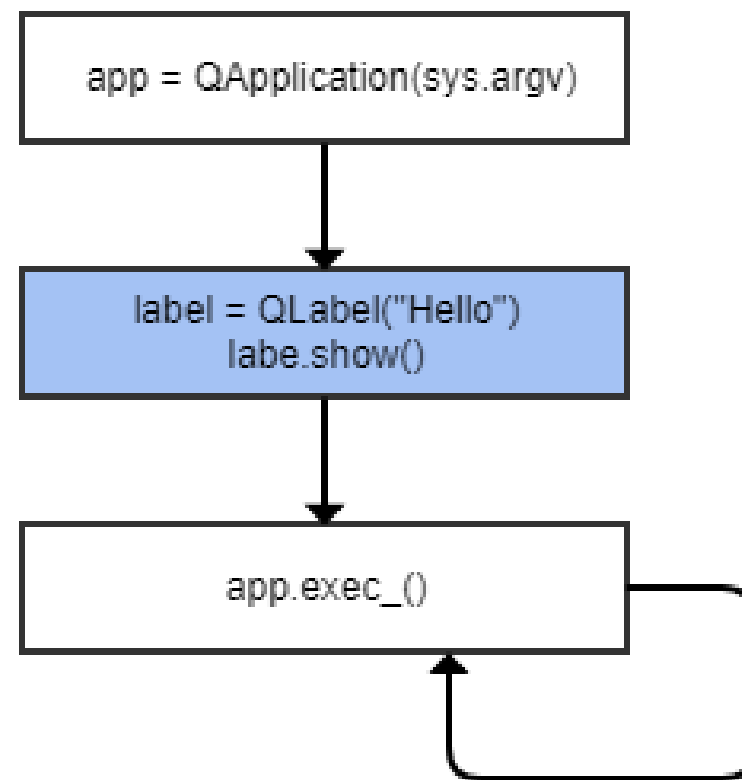 app = QApplication(sys.argv)
label = QLabel("Hello")
labe.show()
app.exec_()